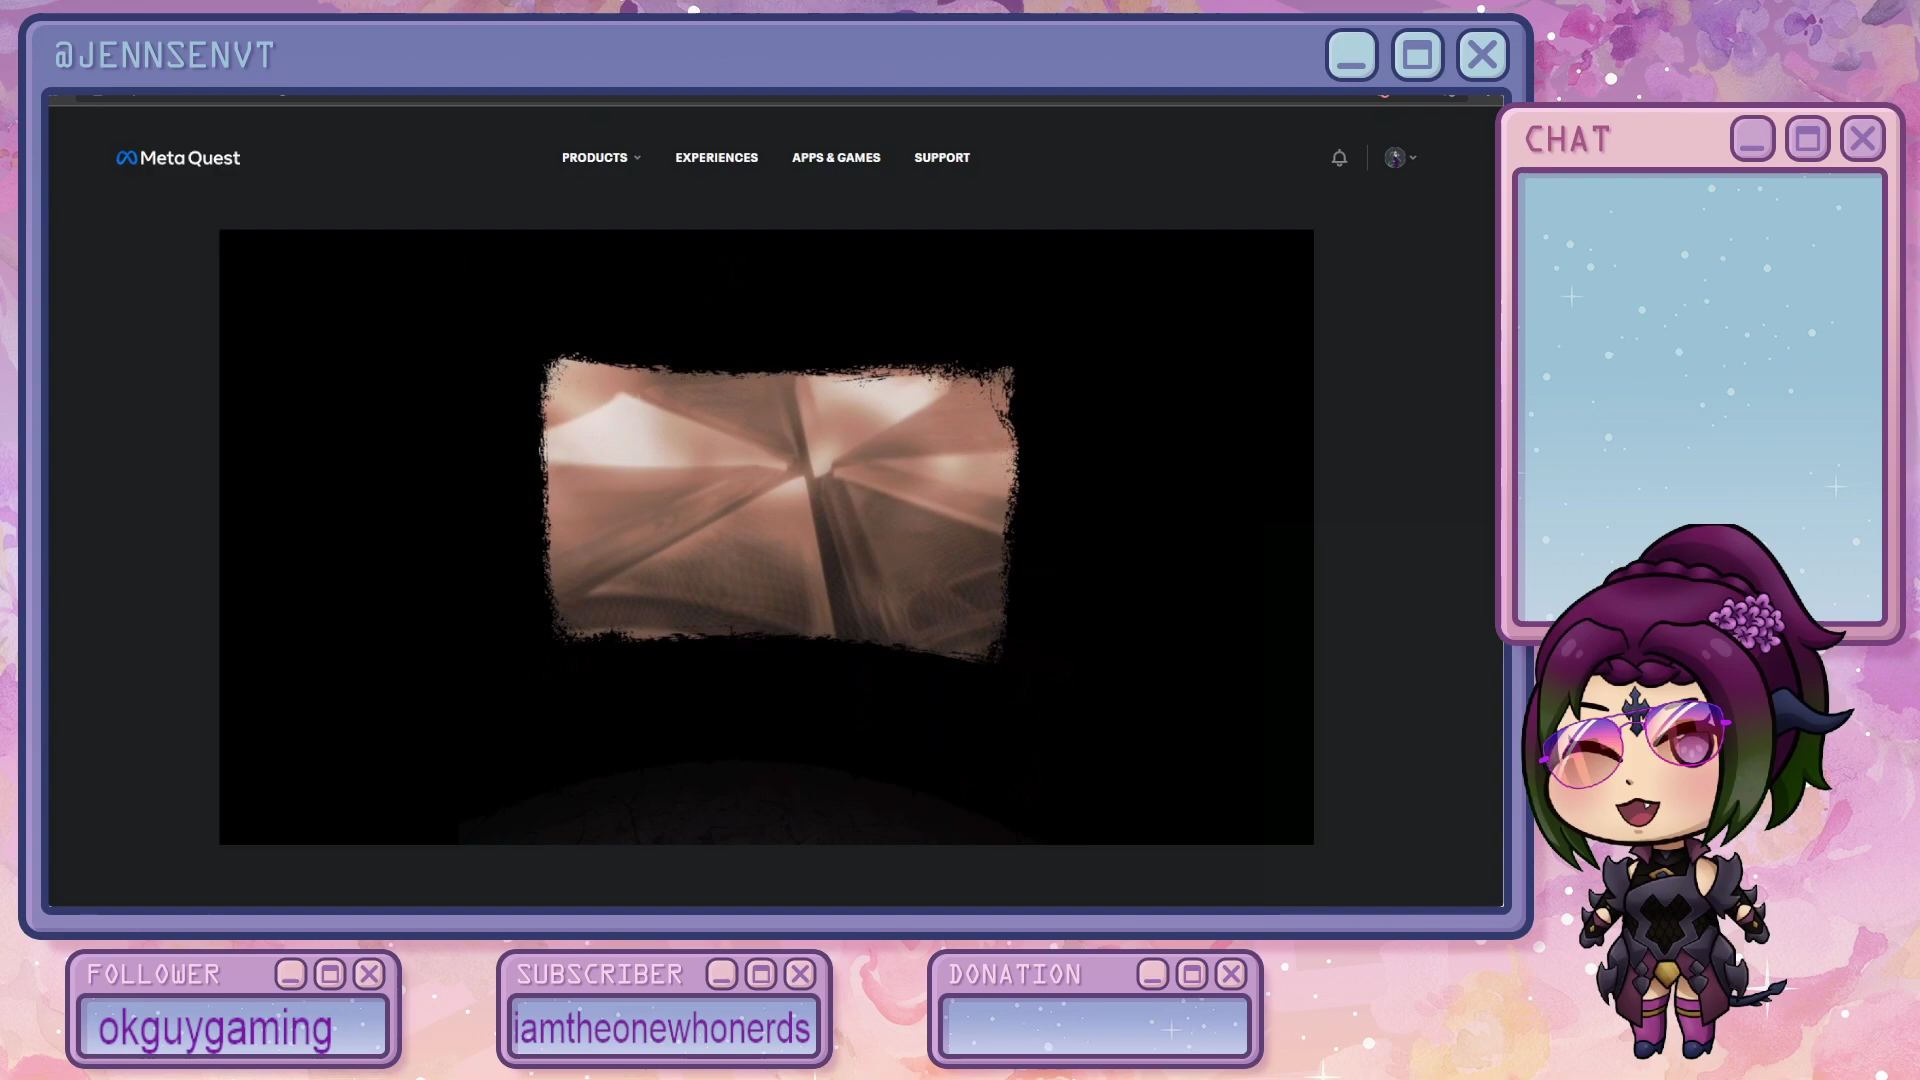 @JENNSENVT
CHAT
Meta Quest
PRODUCTS
EXPERIENCES
APPS & GAMES
SUPPORT
FOLLOWER
okguygaming
SUBSCRIBER
iamtheonewhonerds
DONATION